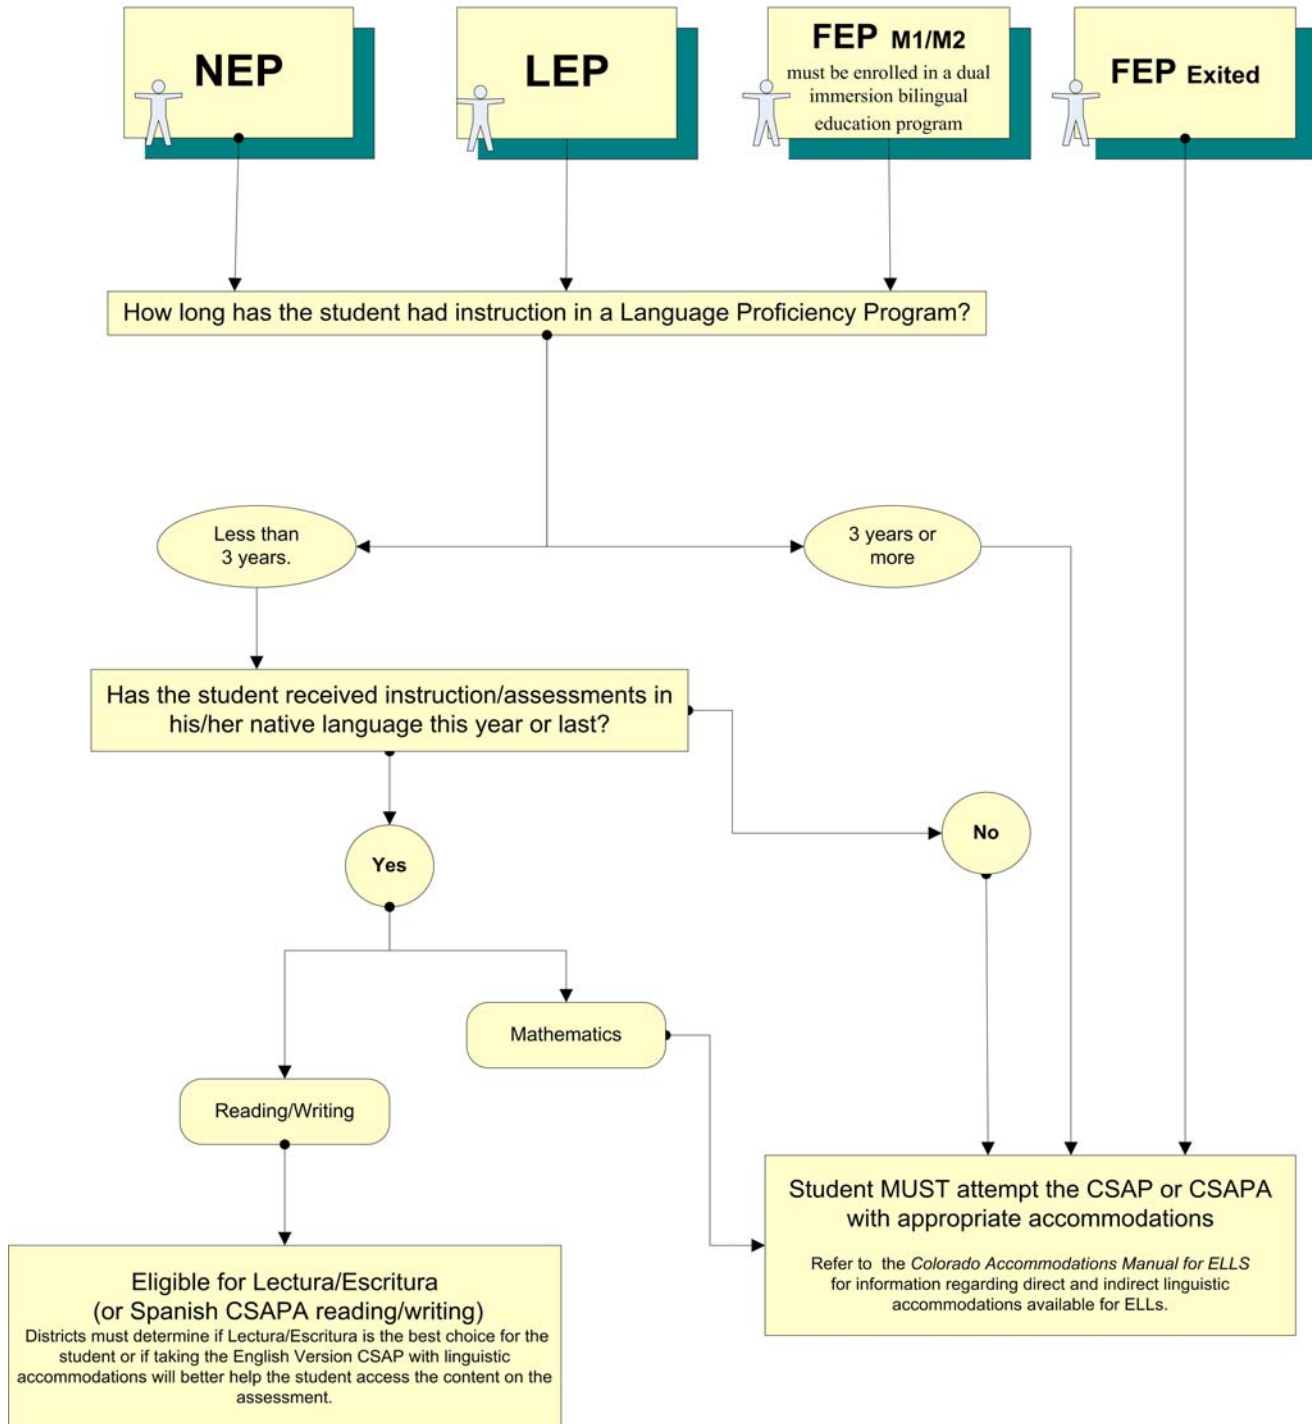 NEP
LEP
FEP M1/M2
must be enrolled in a dual
immersion bilingual
education program
FEP Exited
How long has the student had instruction in a Language Proficiency Program?
Less than
3 years.
3 years or
more
Has the student received instruction/assessments in
his/her native language this year or last?
No
Yes
Mathematics
Reading/Writing
Student MUST attempt the CSAP or CSAPA
with appropriate accommodations
Refer to the Colorado Accommodations Manual for ELLS
for information regarding direct and indirect linguistic
accommodations available for ELLs.
Eligible for Lectura/Escritura
(or Spanish CSAPA reading/writing)
Districts must determine if Lectura/Escritura is the best choice for the
student or if taking the English Version CSAP with linguistic
accommodations will better help the student access the content on the
assessment.